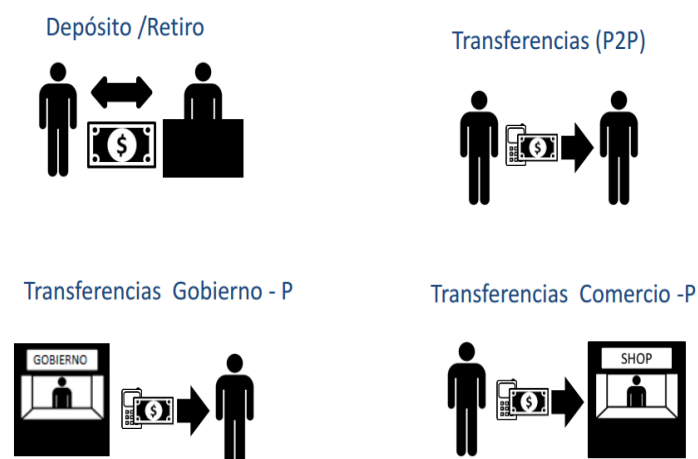 Depósito /Retiro
Transferencias (P2P)
$
$
Transferencias Gobierno - P
Transferencias Comercio -P
GOBIERNO
SHOP
$
$